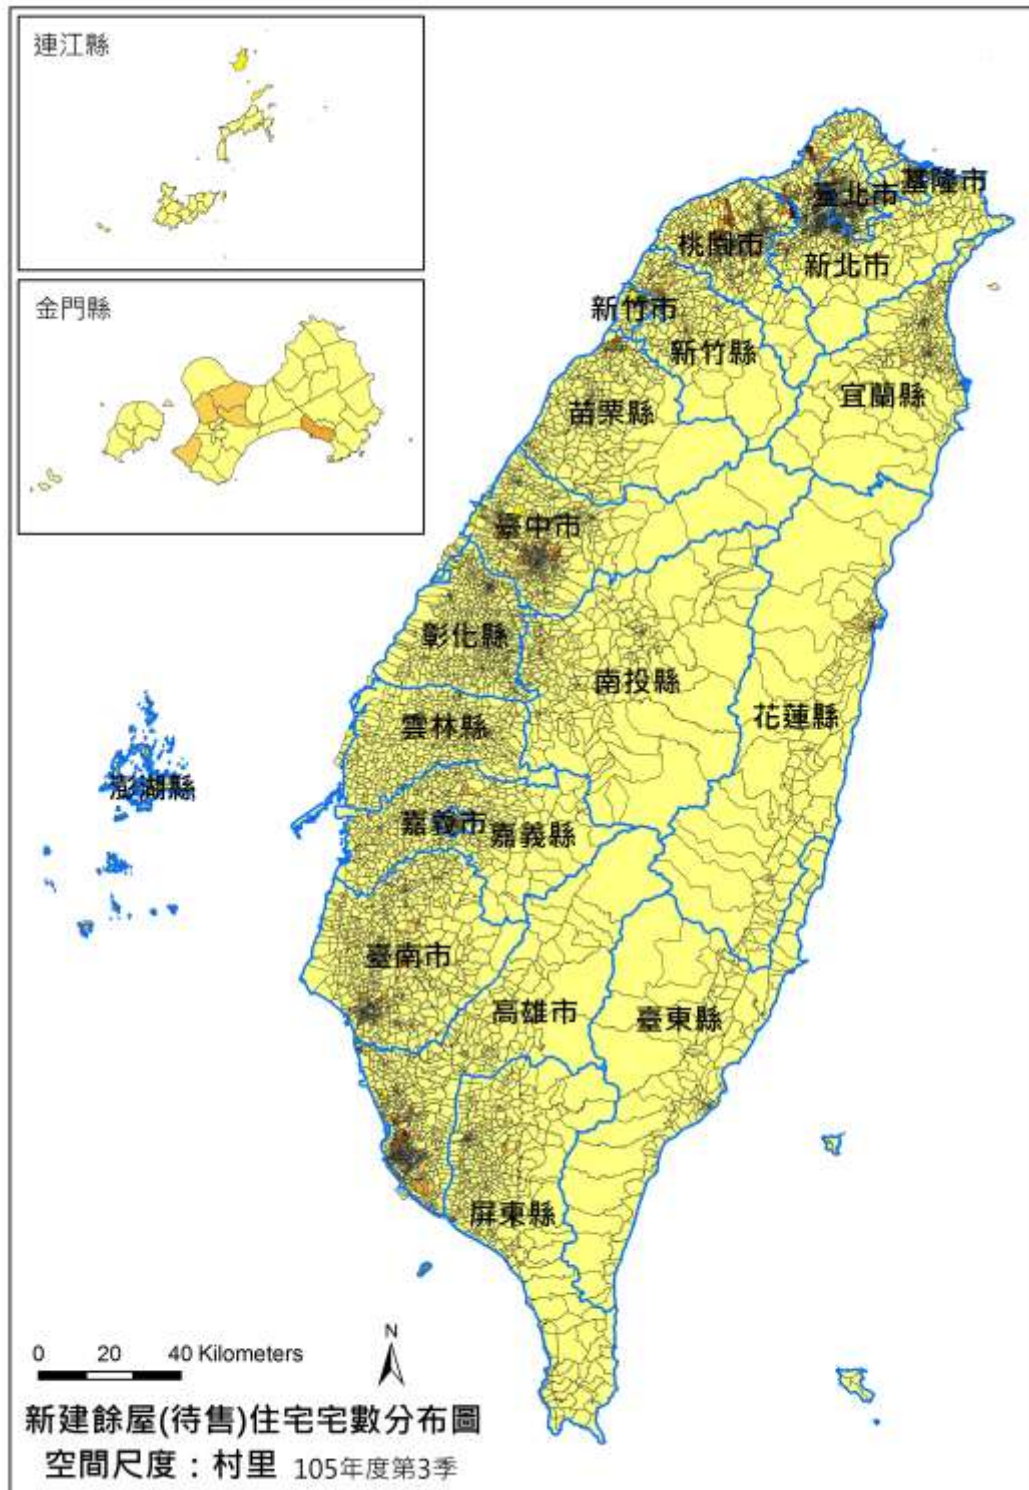 連江縣
金門縣
基隆市
臺北市
桃園市
新北市
新竹市
新竹縣
宜蘭縣
苗栗縣
臺中市
彰化縣
南投縣
花蓮縣
雲林縣
澎湖縣
嘉義市
嘉義縣
臺南市
高雄市
臺東縣
屏東縣
N
0 20 40 Kilometers
新建餘屋(待售)住宅宅數分布圖
空間尺度：村里 105年度第3季